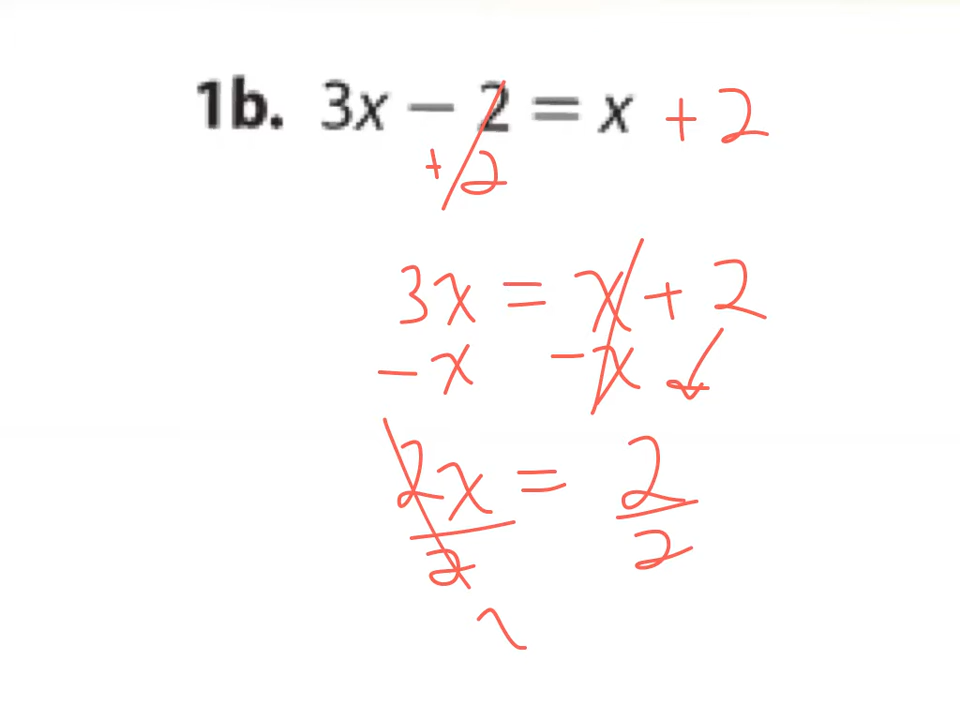 1b. 3x − 2 = x + 2
+ 2
3x = x + 2
− x − x
2x = 2
2 2